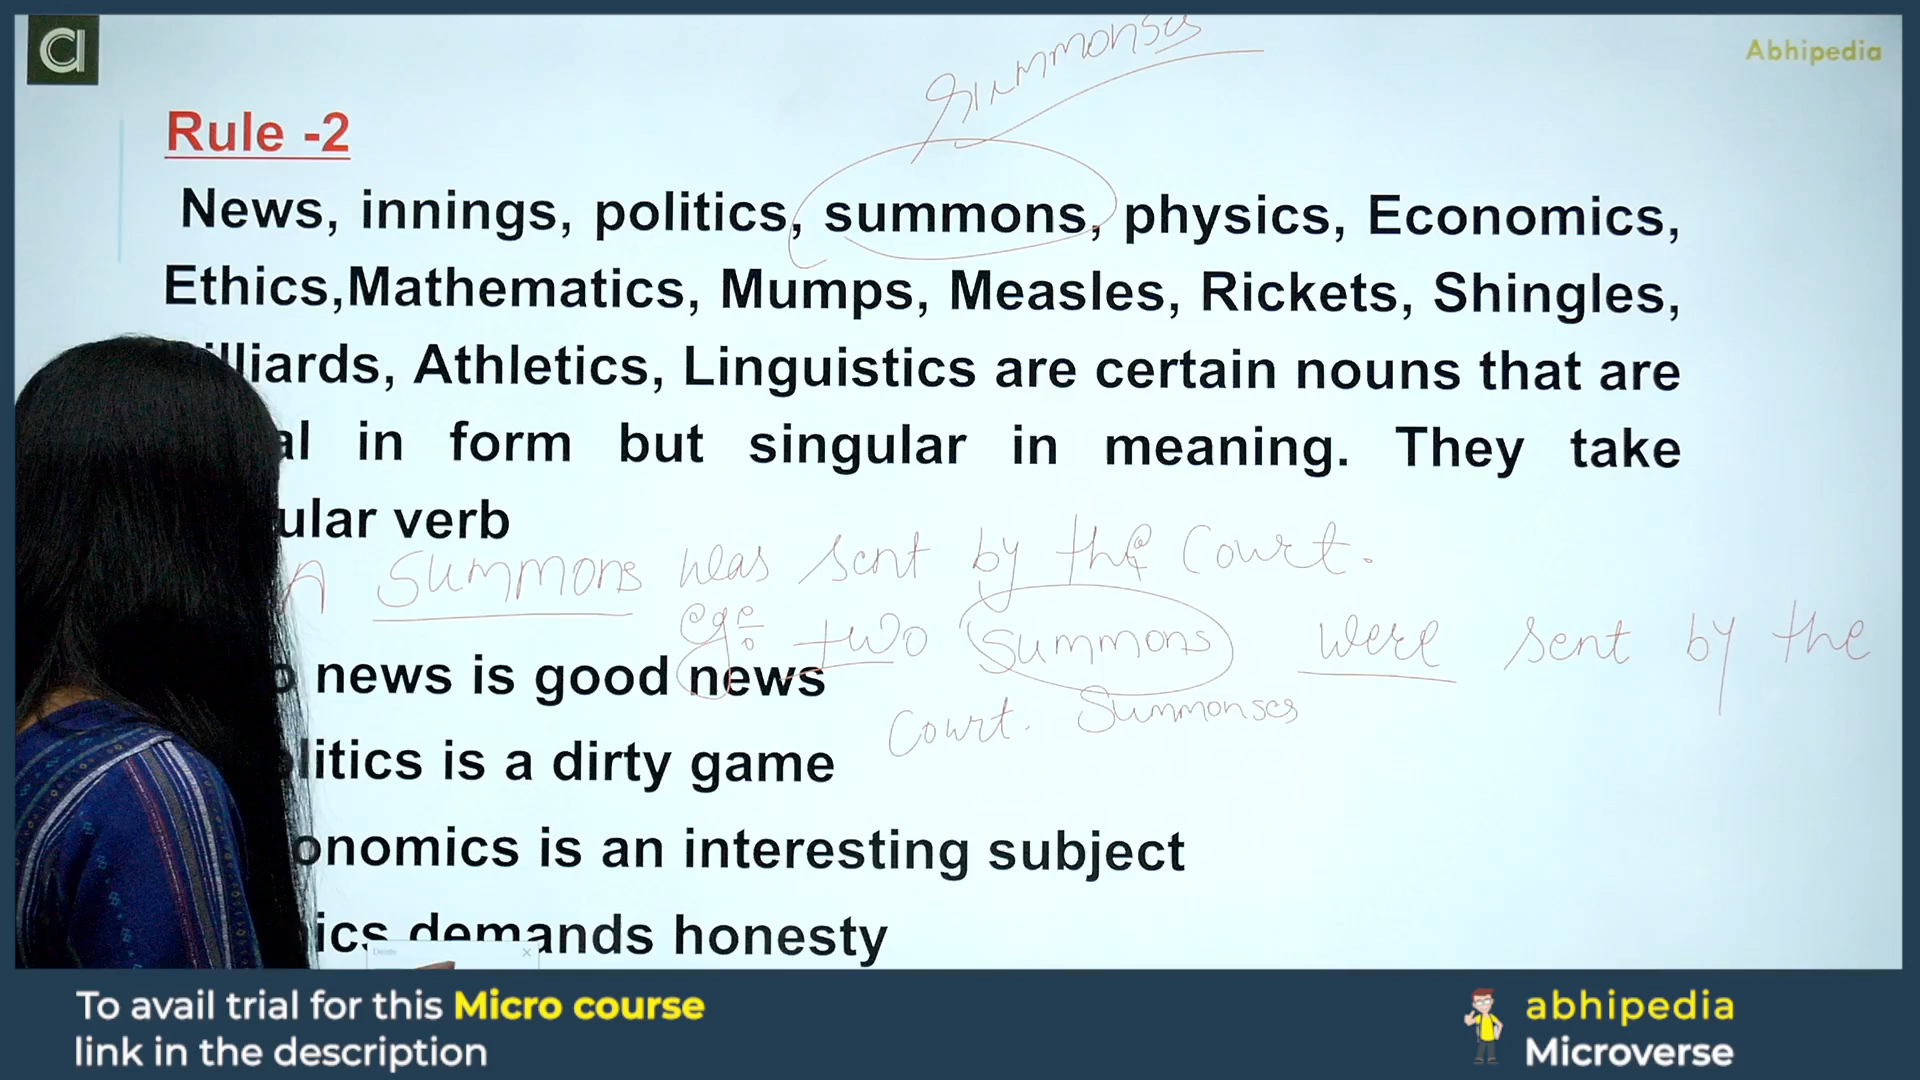 Summonses
Abhipedia
Rule -2
News, innings, politics, summons, physics, Economics,
Ethics,Mathematics, Mumps, Measles, Rickets, Shingles,
lliards, Athletics, Linguistics are certain nouns that are
al in form but singular in meaning. They take
ular verb
A Summons was sent by the Court.
eg: two Summons were sent by the
Court. Summonses
o news is good news
litics is a dirty game
onomics is an interesting subject
ics demands honesty
To avail trial for this Micro course
link in the description
abhipedia
Microverse